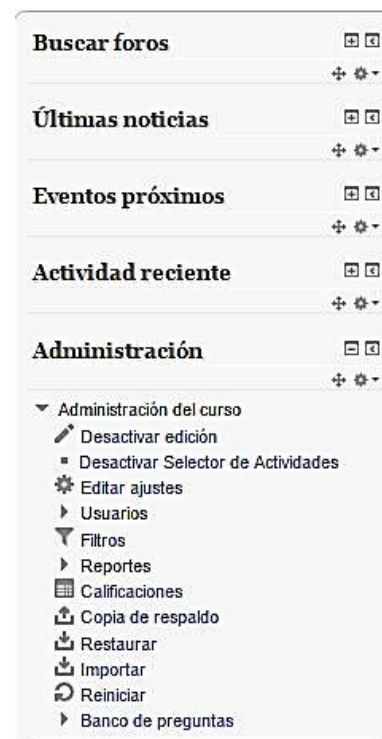 Buscar foros
Últimas noticias
Eventos próximos
Actividad reciente
Administración
Administración del curso
Desactivar edición
Desactivar Selector de Actividades
Editar ajustes
Usuarios
Filtros
Reportes
Calificaciones
Copia de respaldo
Restaurar
Importar
Reiniciar
Banco de preguntas